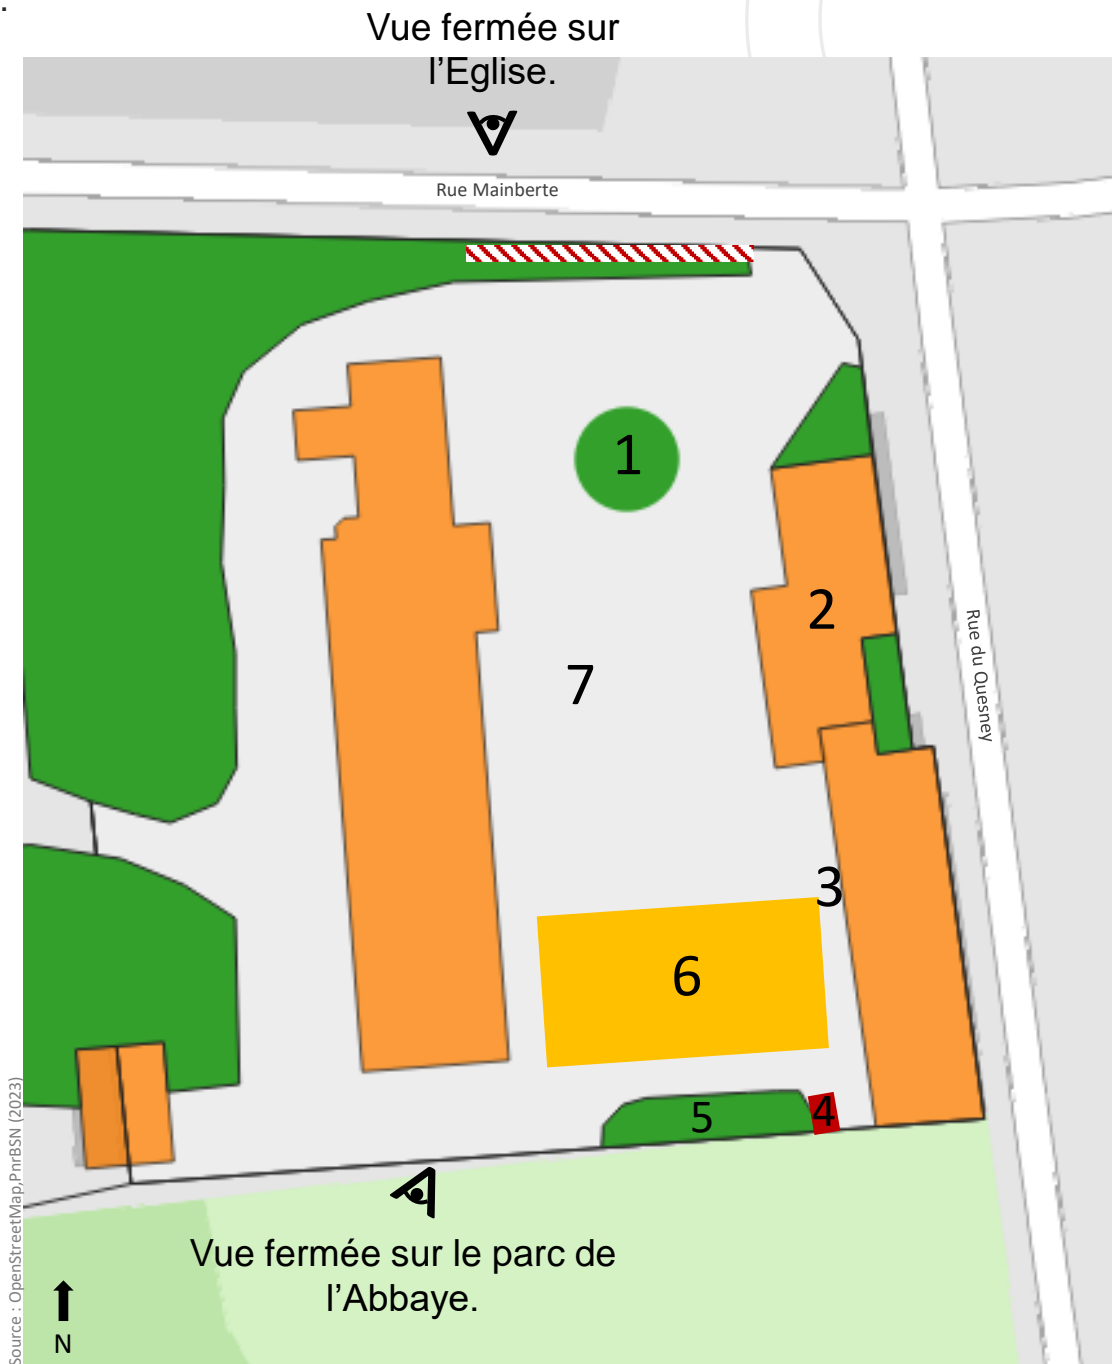 .
Vue fermée sur
l’Eglise.
Rue Mainberte
1
2
Rue du Quesney
7
3
6
4
5
Vue fermée sur le parc de
l’Abbaye.
N
Source : OpenStreetMap,PnrBSN (2023)